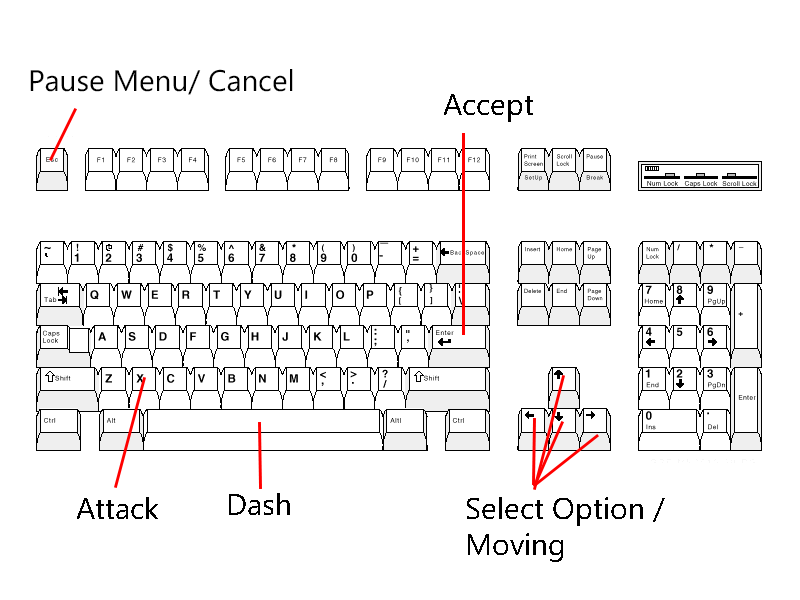 Pause Menu/ Cancel
Accept
Esc F1 F2 F3 F4 F5 F6 F7 F8 F9 F10 F11 F12 Print Screen SetUp Scroll Lock Pause Break
Num Lock Caps Lock Scroll Lock
~ ` ! 1 @ 2 # 3 $ 4 % 5 ^ 6 & 7 * 8 ( 9 ) 0 - + = Back Space Insert Home Page Up Num Lock / * -
Tab Q W E R T Y U I O P { [ } ] Delete End Page Down 7 Home 8 9 PgUp +
Caps Lock A S D F G H J K L : ; " ' Enter 4 5 6
Shift Z X C V B N M < , > . ? / Shift 1 End 2 3 PgDn Enter
Ctrl Alt Alt Ctrl 0 Ins . Del
Attack
Dash
Select Option /
Moving